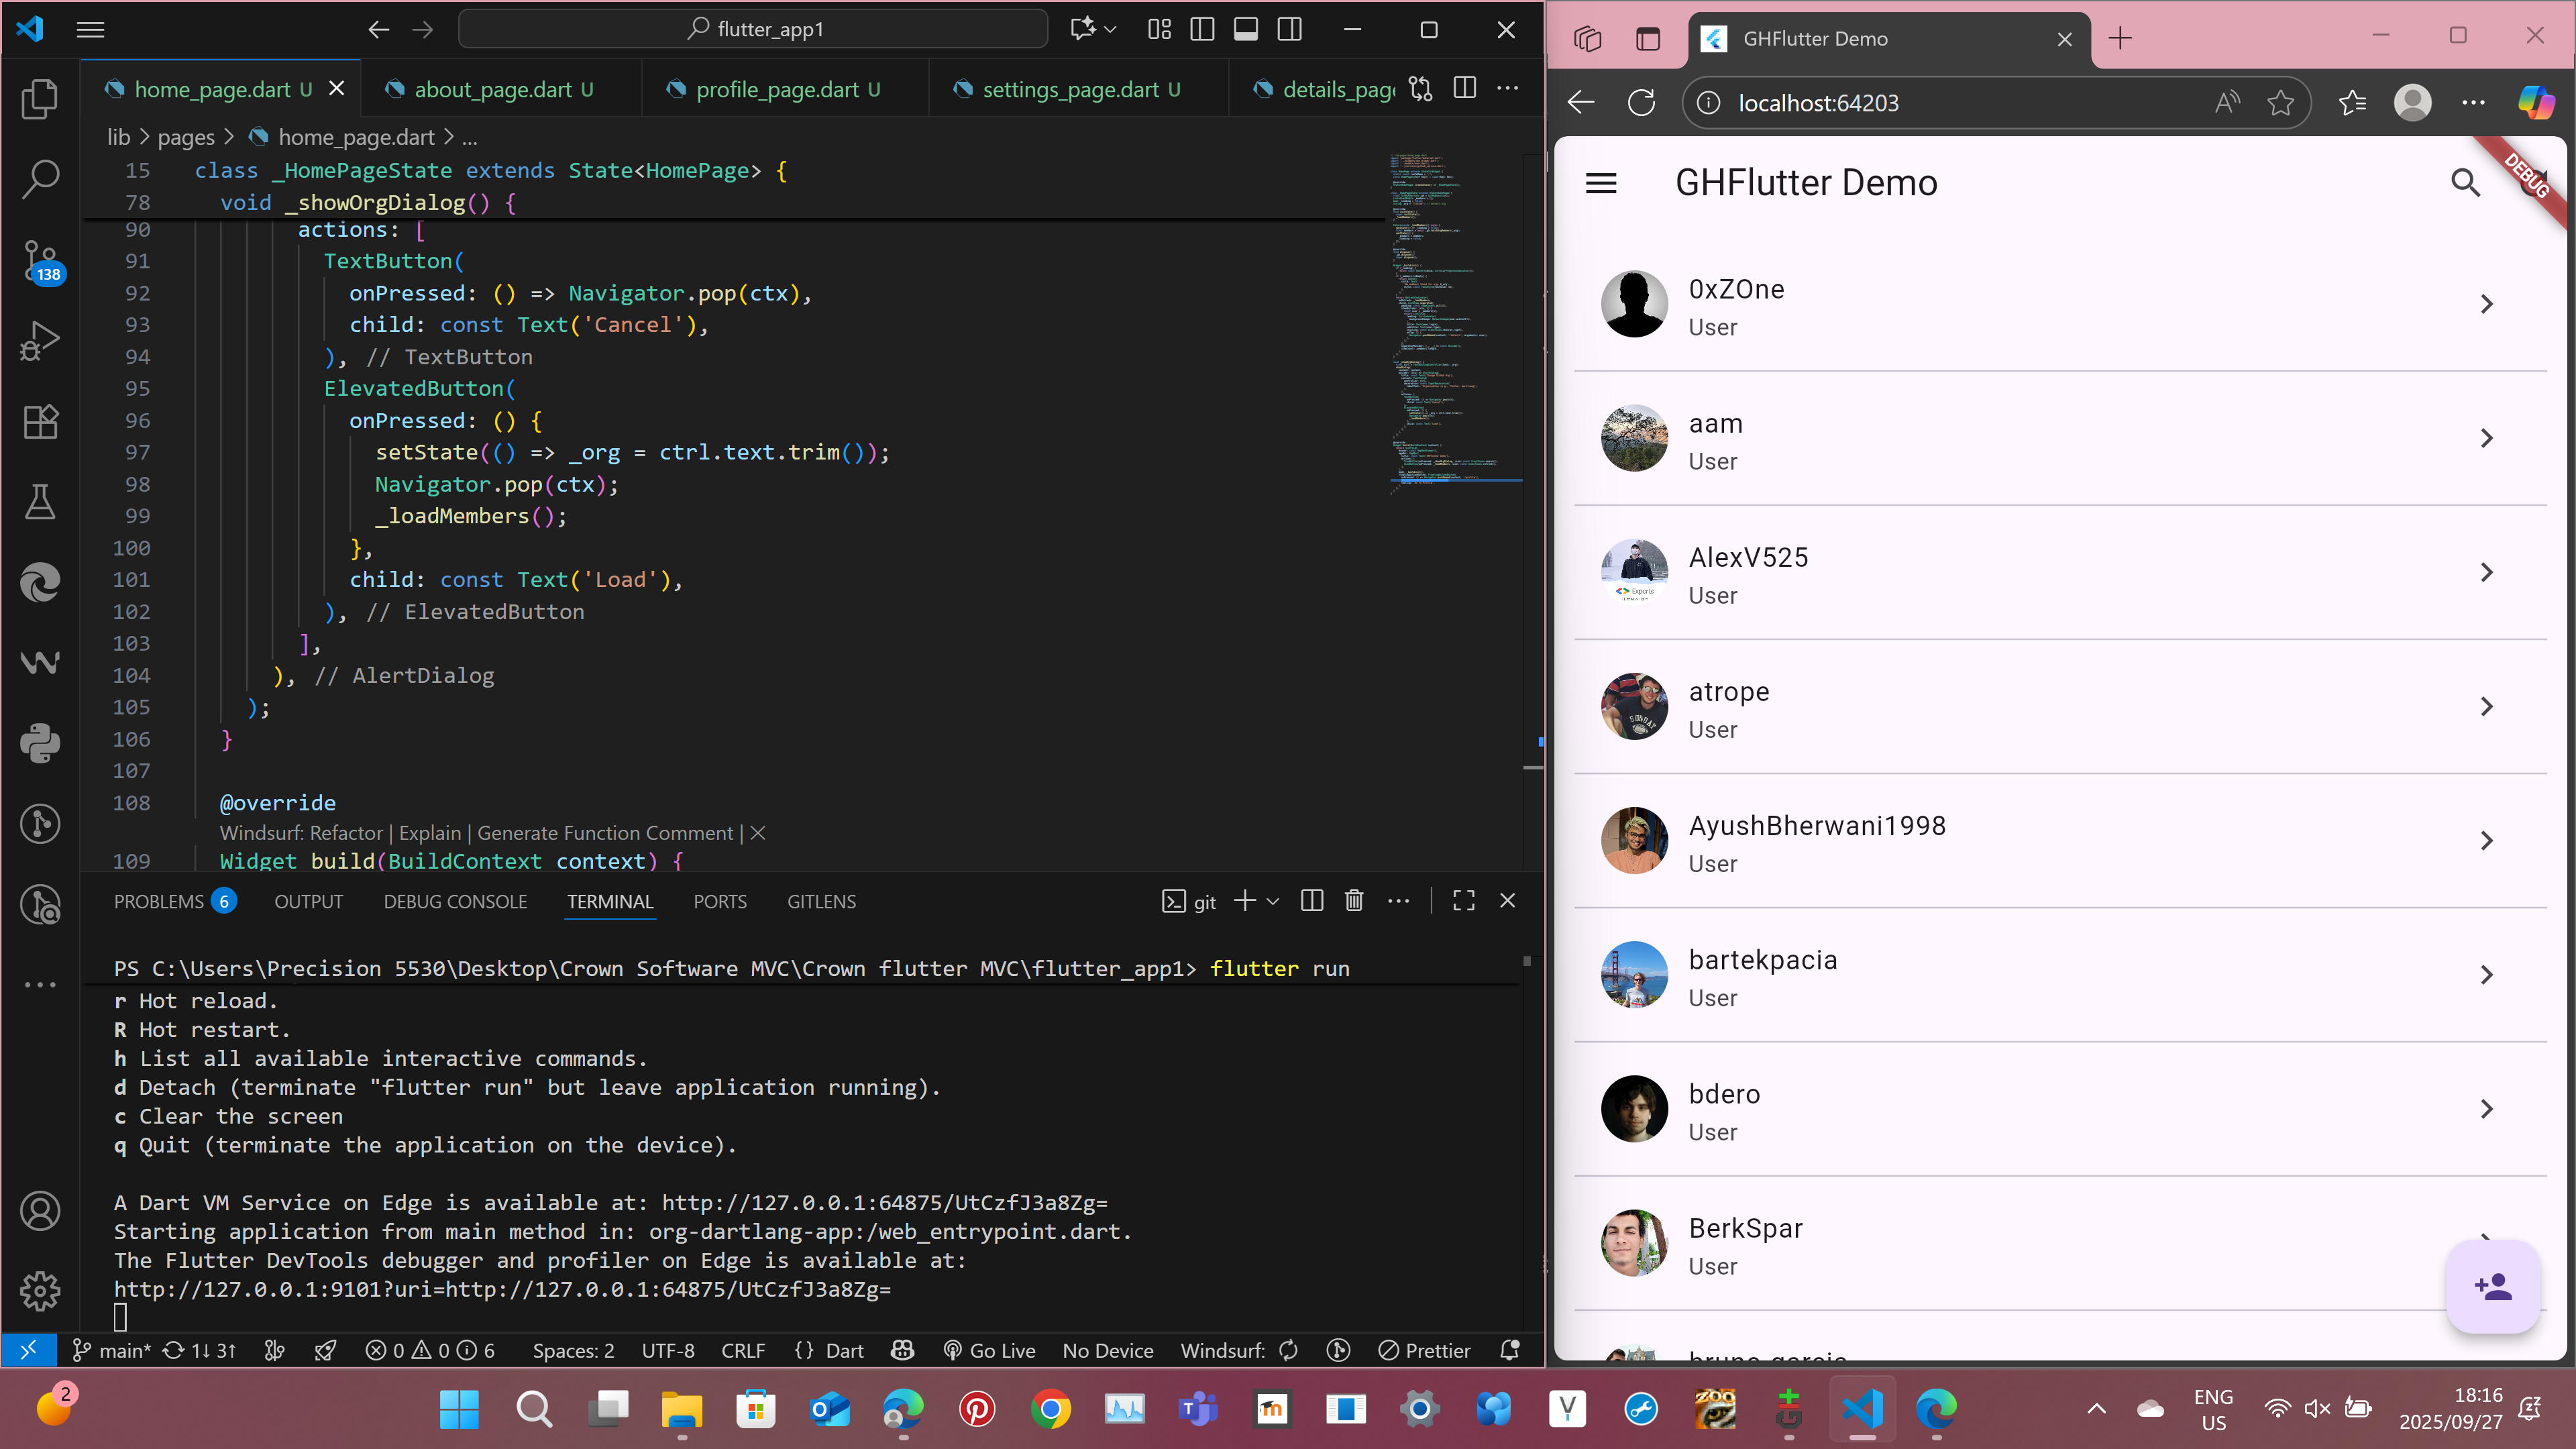 flutter_app1
home_page.dart U
about_page.dart U
profile_page.dart U
settings_page.dart U
details_page
lib > pages > home_page.dart > ...
15 class _HomePageState extends State<HomePage> {
78 void _showOrgDialog() {
90 actions: [
91 TextButton(
92 onPressed: () => Navigator.pop(ctx),
93 child: const Text('Cancel'),
94 ), // TextButton
95 ElevatedButton(
96 onPressed: () {
97 setState(() => _org = ctrl.text.trim());
98 Navigator.pop(ctx);
99 _loadMembers();
100 },
101 child: const Text('Load'),
102 ), // ElevatedButton
103 ],
104 ), // AlertDialog
105 );
106 }
107
108 @override
Windsurf: Refactor | Explain | Generate Function Comment | X
109 Widget build(BuildContext context) {
138
PROBLEMS 6 OUTPUT DEBUG CONSOLE TERMINAL PORTS GITLENS
git
PS C:\Users\Precision 5530\Desktop\Crown Software MVC\Crown flutter MVC\flutter_app1> flutter run
r Hot reload.
R Hot restart.
h List all available interactive commands.
d Detach (terminate "flutter run" but leave application running).
c Clear the screen
q Quit (terminate the application on the device).
A Dart VM Service on Edge is available at: http://127.0.0.1:64875/UtCzfJ3a8Zg=
Starting application from main method in: org-dartlang-app:/web_entrypoint.dart.
The Flutter DevTools debugger and profiler on Edge is available at:
http://127.0.0.1:9101?uri=http://127.0.0.1:64875/UtCzfJ3a8Zg=
main* 1↓ 3↑ 0 0 6 Spaces: 2 UTF-8 CRLF {} Dart Go Live No Device Windsurf: Prettier
GHFlutter Demo
localhost:64203
GHFlutter Demo
DEBUG
0xZOne
User
aam
User
AlexV525
User
Experts
atrope
User
SUNDAY
AyushBherwani1998
User
bartekpacia
User
bdero
User
BerkSpar
User
2
ZOO
ENG
US
18:16
2025/09/27